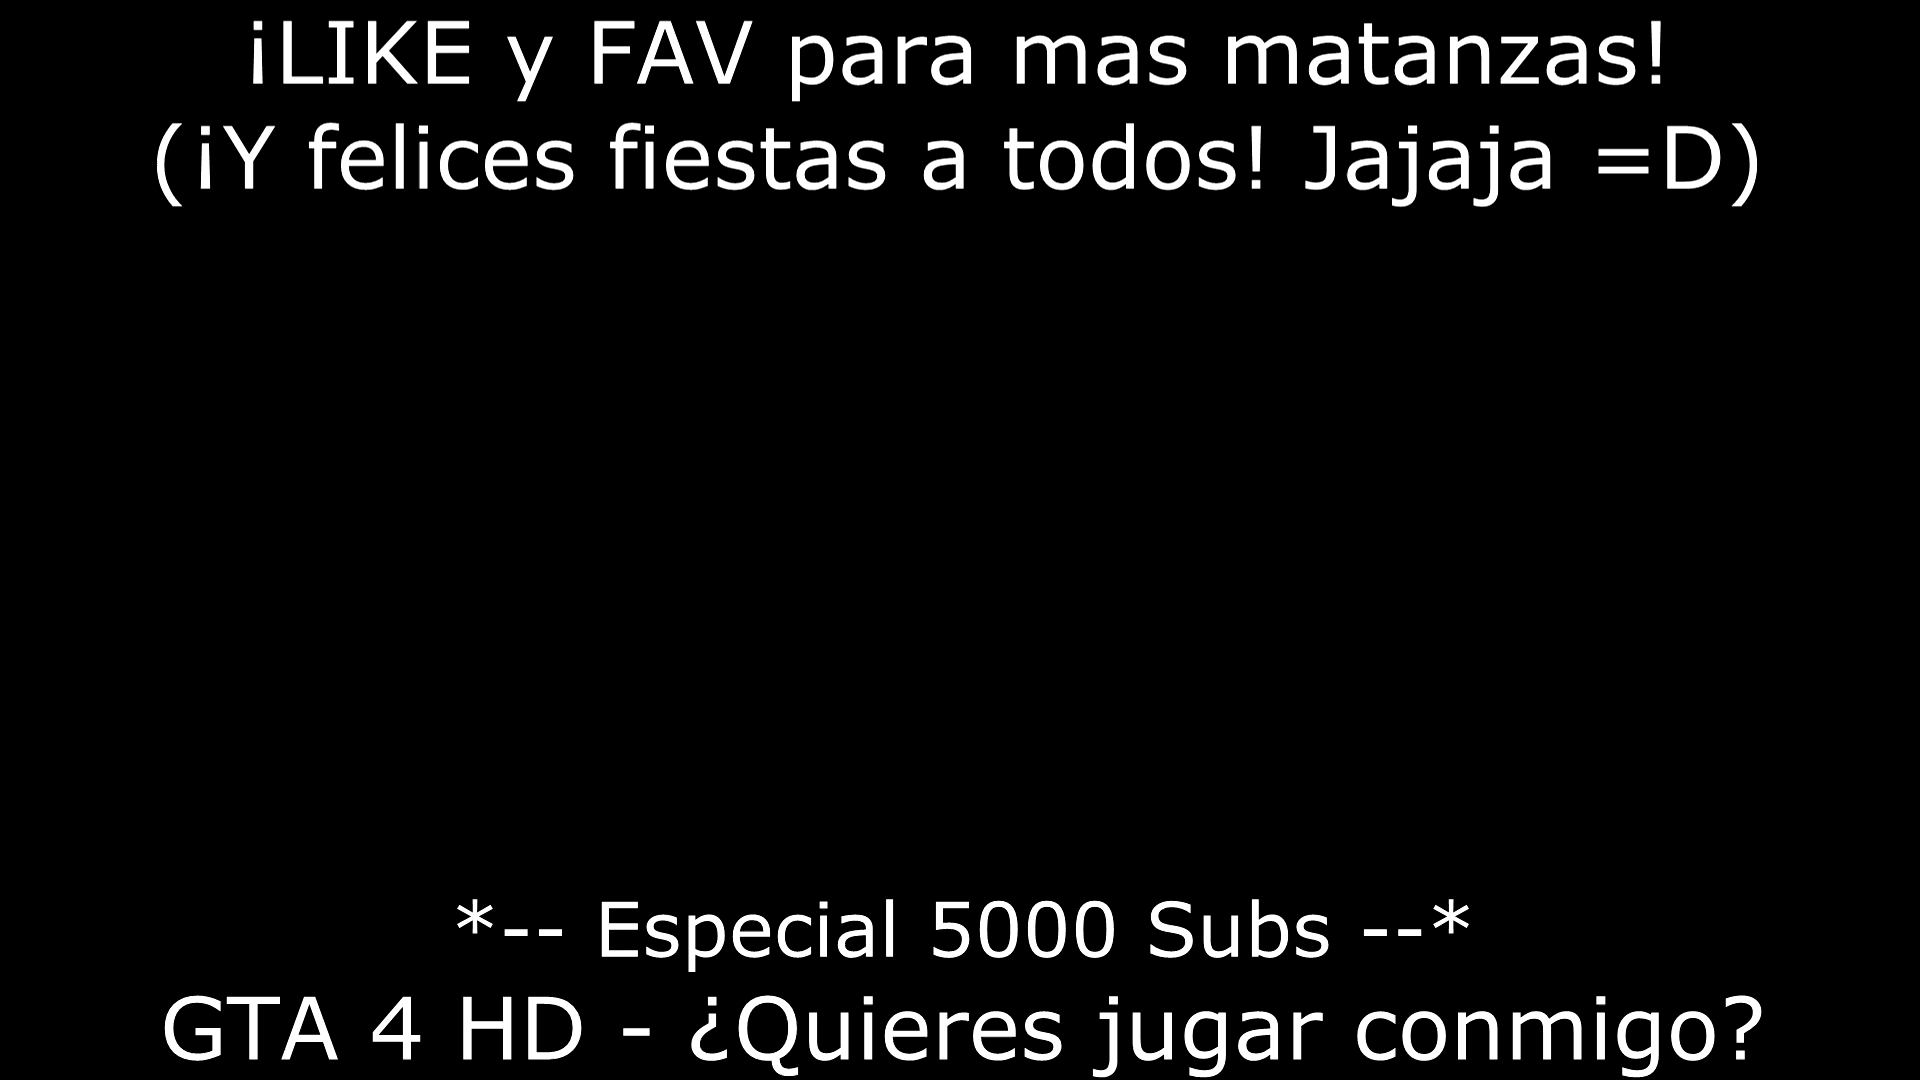 ¡LIKE y FAV para mas matanzas!
(¡Y felices fiestas a todos! Jajaja =D)
*-- Especial 5000 Subs --*
GTA 4 HD - ¿Quieres jugar conmigo?